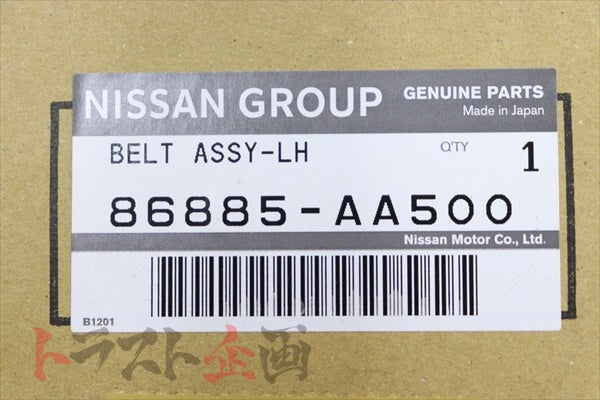 NISSAN GROUP
GENUINE PARTS
Made in Japan
BELT ASSY-LH
Q'TY
1
86885-AA500
Nissan Motor Co., Ltd.
B1201
トラスト企画